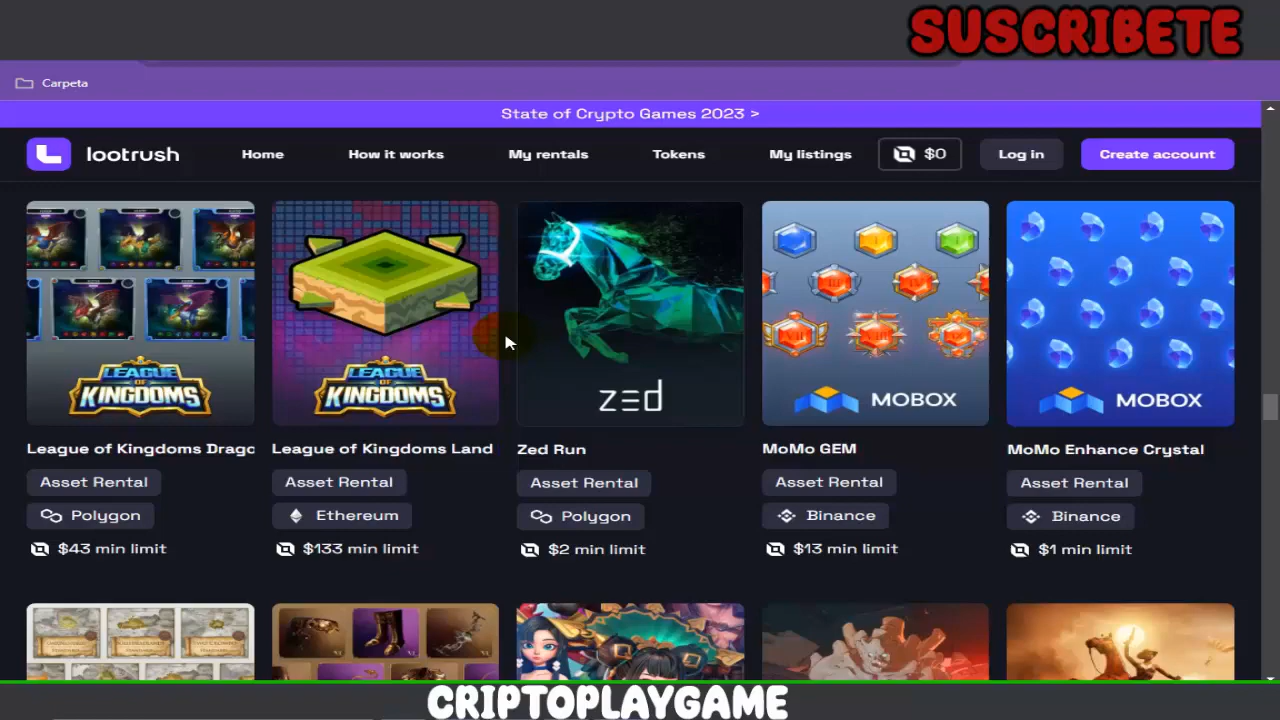 SUSCRIBETE
Carpeta
State of Crypto Games 2023 >
lootrush Home How it works My rentals Tokens My listings $0 Log in Create account
LEAGUE OF KINGDOMS LEAGUE OF KINGDOMS zed MOBOX MOBOX
League of Kingdoms Drago League of Kingdoms Land Zed Run MoMo GEM MoMo Enhance Crystal
Asset Rental Asset Rental Asset Rental Asset Rental Asset Rental
Polygon Ethereum Polygon Binance Binance
$43 min limit $133 min limit $2 min limit $13 min limit $1 min limit
CRIPTOPLAYGAME